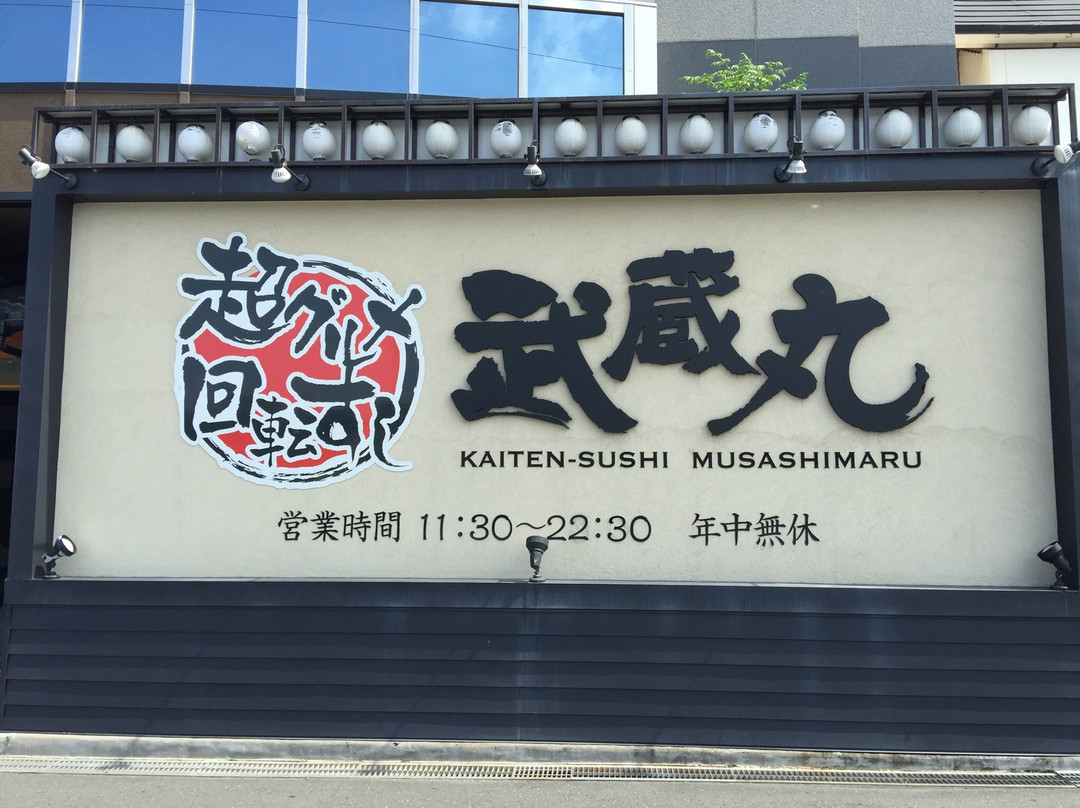 超グルメ
回転すし
武蔵丸
KAITEN-SUSHI MUSASHIMARU
営業時間 11:30～22:30 年中無休